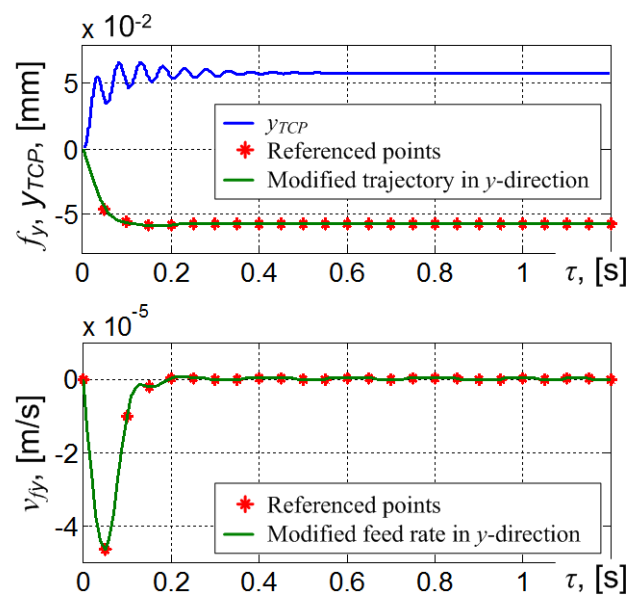 x 10-2
f_y, y_TCP, [mm]
5
0
-5
y_TCP
Referenced points
Modified trajectory in y-direction
0 0.2 0.4 0.6 0.8 1 τ, [s]
x 10-5
v_fy, [m/s]
0
-2
-4
Referenced points
Modified feed rate in y-direction
0 0.2 0.4 0.6 0.8 1 τ, [s]